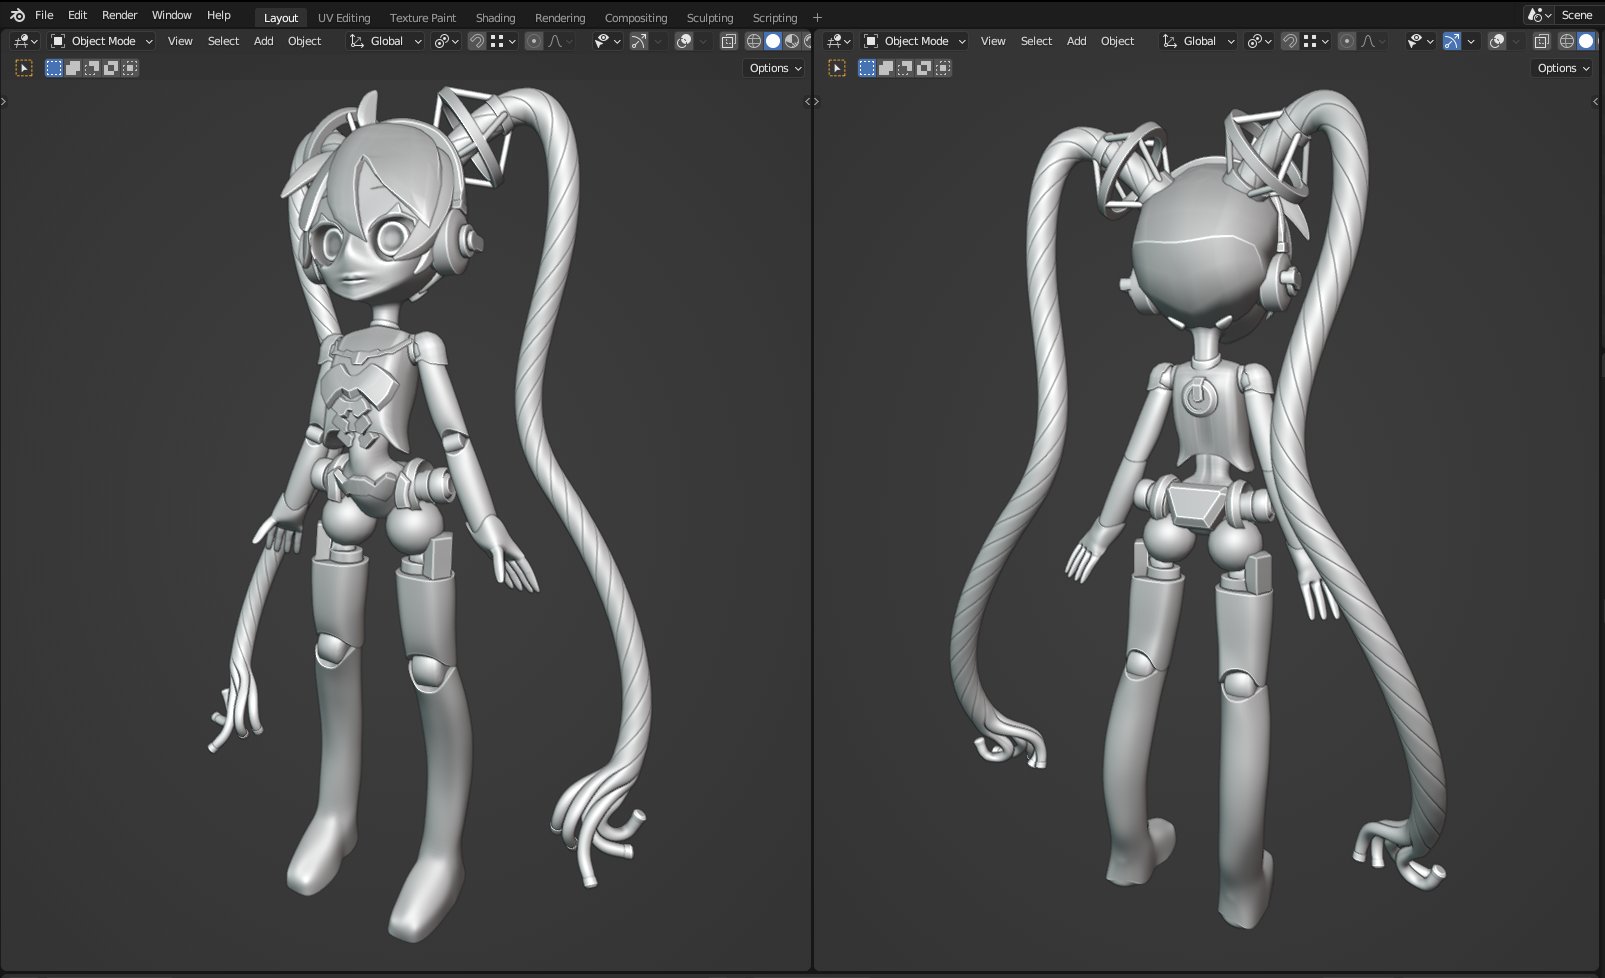 File Edit Render Window Help Layout UV Editing Texture Paint Shading Rendering Compositing Sculpting Scripting + Scene
Object Mode View Select Add Object Global
Options
Object Mode View Select Add Object Global
Options